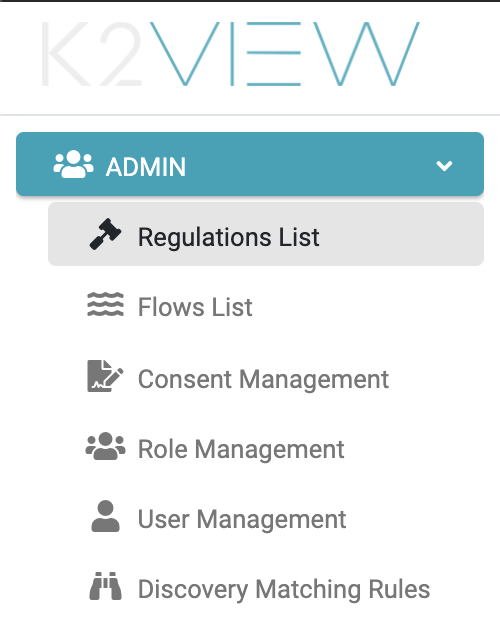 K2VIEW
ADMIN
Regulations List
Flows List
Consent Management
Role Management
User Management
Discovery Matching Rules